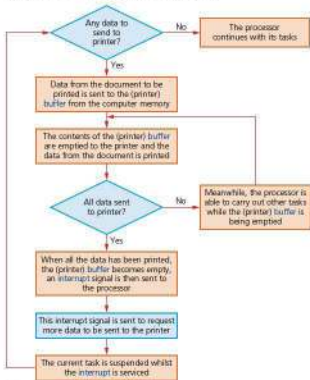 Any data to
send to
printer?
No
The processor
continues with its tasks
Yes
Data from the document to be
printed is sent to the (printer)
buffer from the computer memory
The contents of the (printer) buffer
are emptied to the printer and the
data from the document is printed
All data sent
to printer?
No
Meanwhile, the processor is
able to carry out other tasks
while the (printer) buffer is
being emptied
Yes
When all the data has been printed,
the (printer) buffer becomes empty,
an interrupt signal is then sent to
the processor
This interrupt signal is sent to request
more data to be sent to the printer
The current task is suspended whilst
the interrupt is serviced